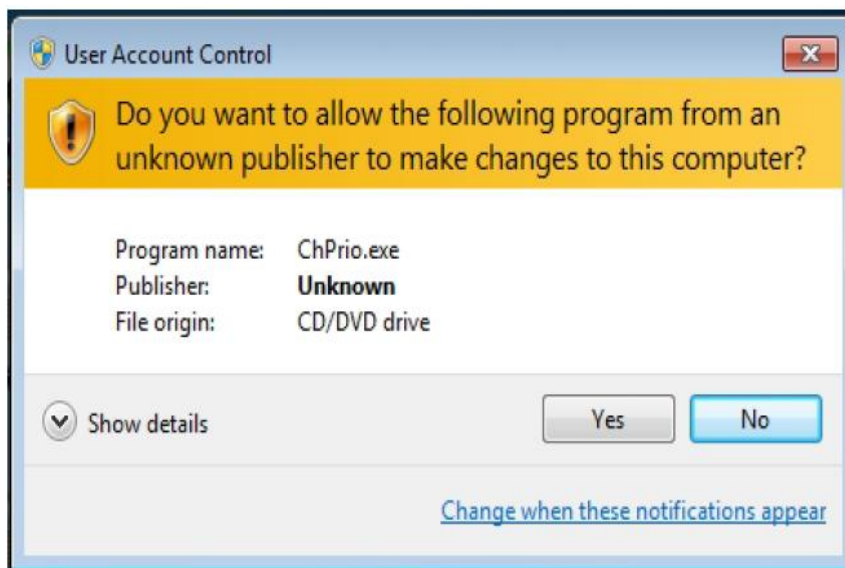 User Account Control
Do you want to allow the following program from an
unknown publisher to make changes to this computer?
Program name: ChPrio.exe
Publisher: Unknown
File origin: CD/DVD drive
Show details
Yes No
Change when these notifications appear